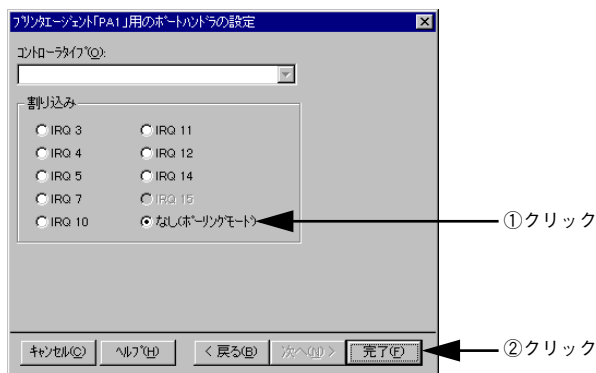 プリンタエージェント「PA1」用のポートハンドラの設定
コントローラタイプ(O):
割り込み
IRQ 3
IRQ 11
IRQ 4
IRQ 12
IRQ 5
IRQ 14
IRQ 7
IRQ 15
IRQ 10
なし(ポーリングモード)
①クリック
キャンセル(C)
ヘルプ(H)
< 戻る(B)
次へ(N) >
完了(F)
②クリック